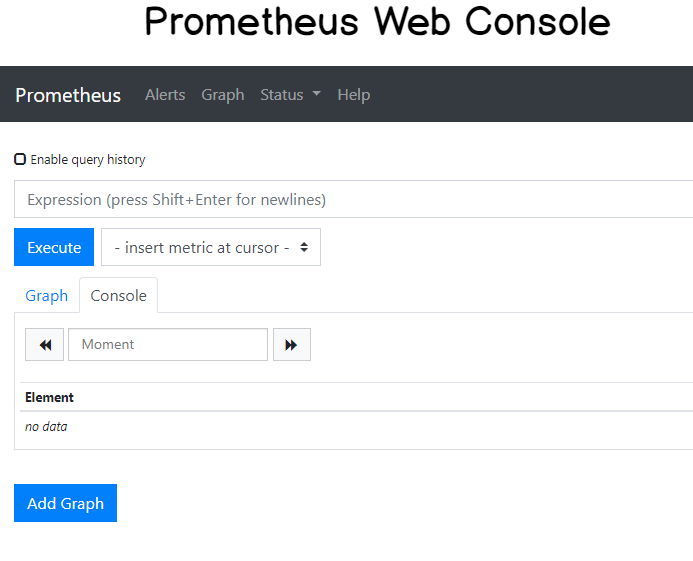 Prometheus Web Console
Prometheus Alerts Graph Status Help
Enable query history
Expression (press Shift+Enter for newlines)
Execute - insert metric at cursor -
Graph Console
Moment
Element
no data
Add Graph